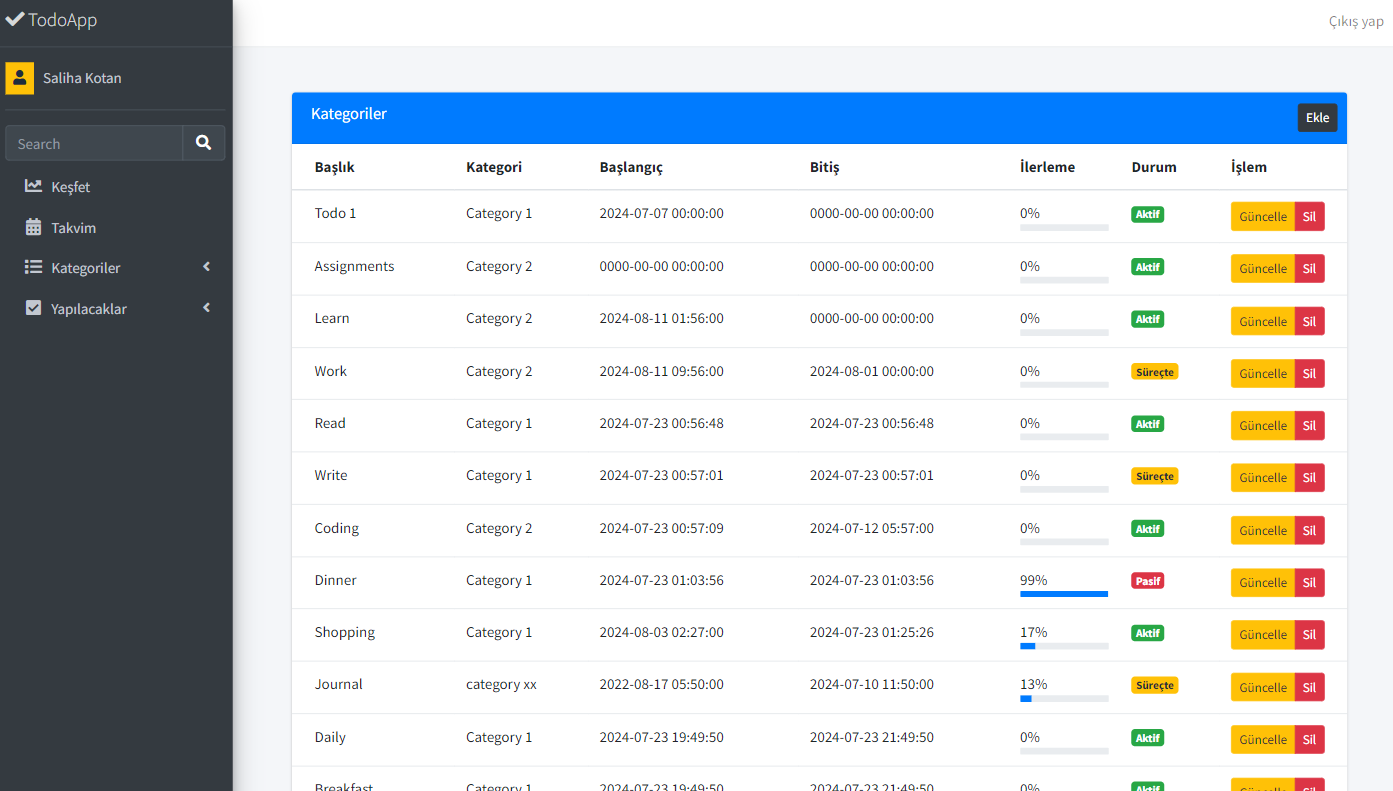 TodoApp
Çıkış yap
Saliha Kotan
Search
Keşfet
Takvim
Kategoriler
Yapılacaklar
Kategoriler Ekle
Başlık Kategori Başlangıç Bitiş İlerleme Durum İşlem
Todo 1 Category 1 2024-07-07 00:00:00 0000-00-00 00:00:00 0% Aktif Güncelle Sil
Assignments Category 2 0000-00-00 00:00:00 0000-00-00 00:00:00 0% Aktif Güncelle Sil
Learn Category 2 2024-08-11 01:56:00 0000-00-00 00:00:00 0% Aktif Güncelle Sil
Work Category 2 2024-08-11 09:56:00 2024-08-01 00:00:00 0% Süreçte Güncelle Sil
Read Category 1 2024-07-23 00:56:48 2024-07-23 00:56:48 0% Aktif Güncelle Sil
Write Category 1 2024-07-23 00:57:01 2024-07-23 00:57:01 0% Süreçte Güncelle Sil
Coding Category 2 2024-07-23 00:57:09 2024-07-12 05:57:00 0% Aktif Güncelle Sil
Dinner Category 1 2024-07-23 01:03:56 2024-07-23 01:03:56 99% Pasif Güncelle Sil
Shopping Category 1 2024-08-03 02:27:00 2024-07-23 01:25:26 17% Aktif Güncelle Sil
Journal category xx 2022-08-17 05:50:00 2024-07-10 11:50:00 13% Süreçte Güncelle Sil
Daily Category 1 2024-07-23 19:49:50 2024-07-23 21:49:50 0% Aktif Güncelle Sil
Breakfast Category 1 2024-07-23 19:49:50 2024-07-23 21:49:50 0% Aktif Güncelle Sil